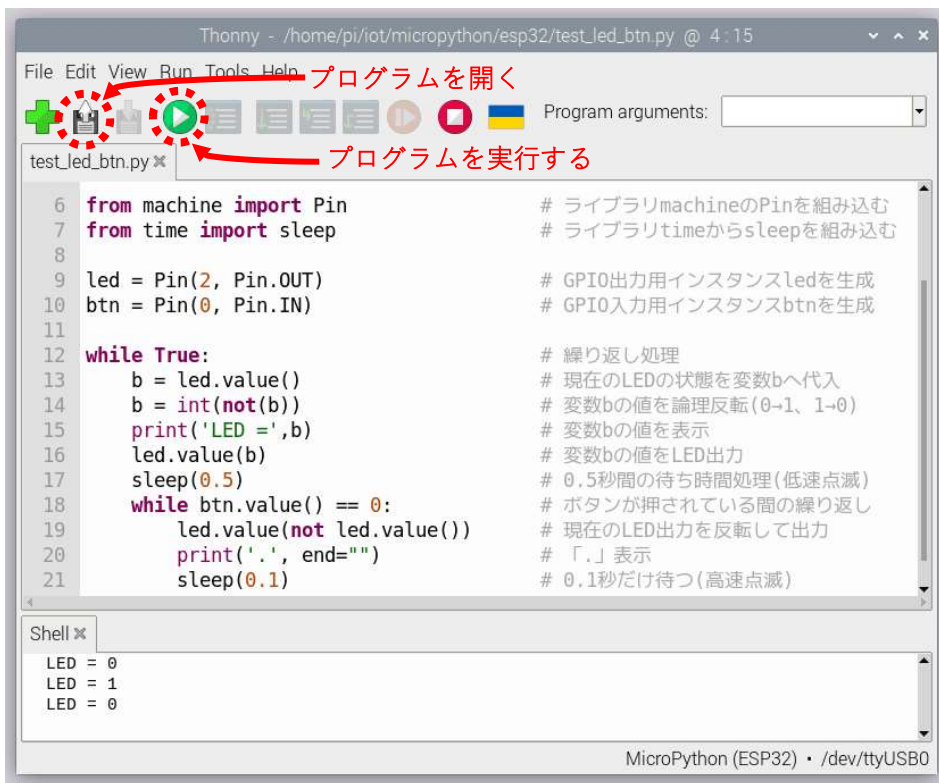 Thonny - /home/pi/iot/micropython/esp32/test_led_btn.py @ 4:15
File Edit View Run Tools Help
プログラムを開く
Program arguments:
プログラムを実行する
test_led_btn.py
6 from machine import Pin # ライブラリmachineのPinを組み込む
7 from time import sleep # ライブラリtimeからsleepを組み込む
8
9 led = Pin(2, Pin.OUT) # GPIO出力用インスタンスledを生成
10 btn = Pin(0, Pin.IN) # GPIO入力用インスタンスbtnを生成
11
12 while True: # 繰り返し処理
13 b = led.value() # 現在のLEDの状態を変数bへ代入
14 b = int(not(b)) # 変数bの値を論理反転(0→1、1→0)
15 print('LED =',b) # 変数bの値を表示
16 led.value(b) # 変数bの値をLED出力
17 sleep(0.5) # 0.5秒間の待ち時間処理(低速点滅)
18 while btn.value() == 0: # ボタンが押されている間の繰り返し
19 led.value(not led.value()) # 現在のLED出力を反転して出力
20 print('.', end="") # 「.」表示
21 sleep(0.1) # 0.1秒だけ待つ(高速点滅)
Shell
LED = 0
LED = 1
LED = 0
MicroPython (ESP32) • /dev/ttyUSB0